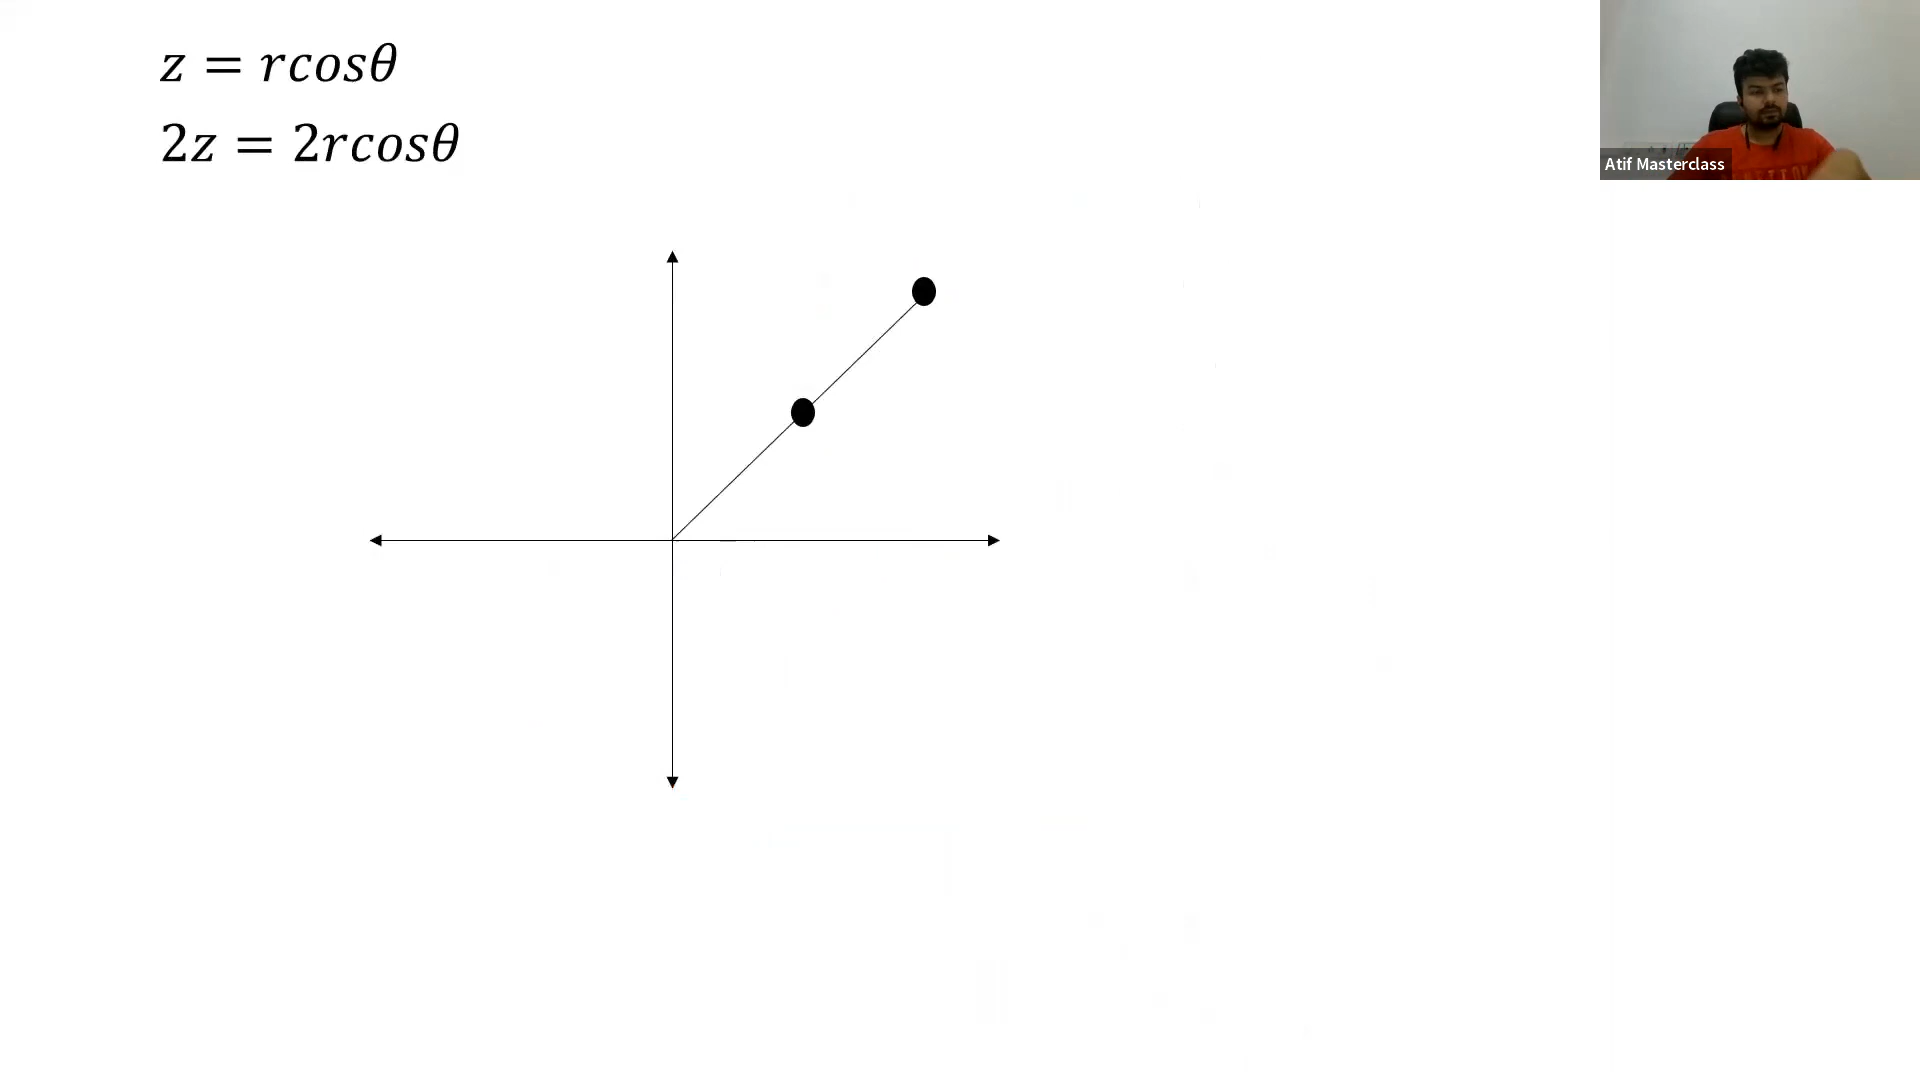 z = rcosθ
2z = 2rcosθ
Atif Masterclass